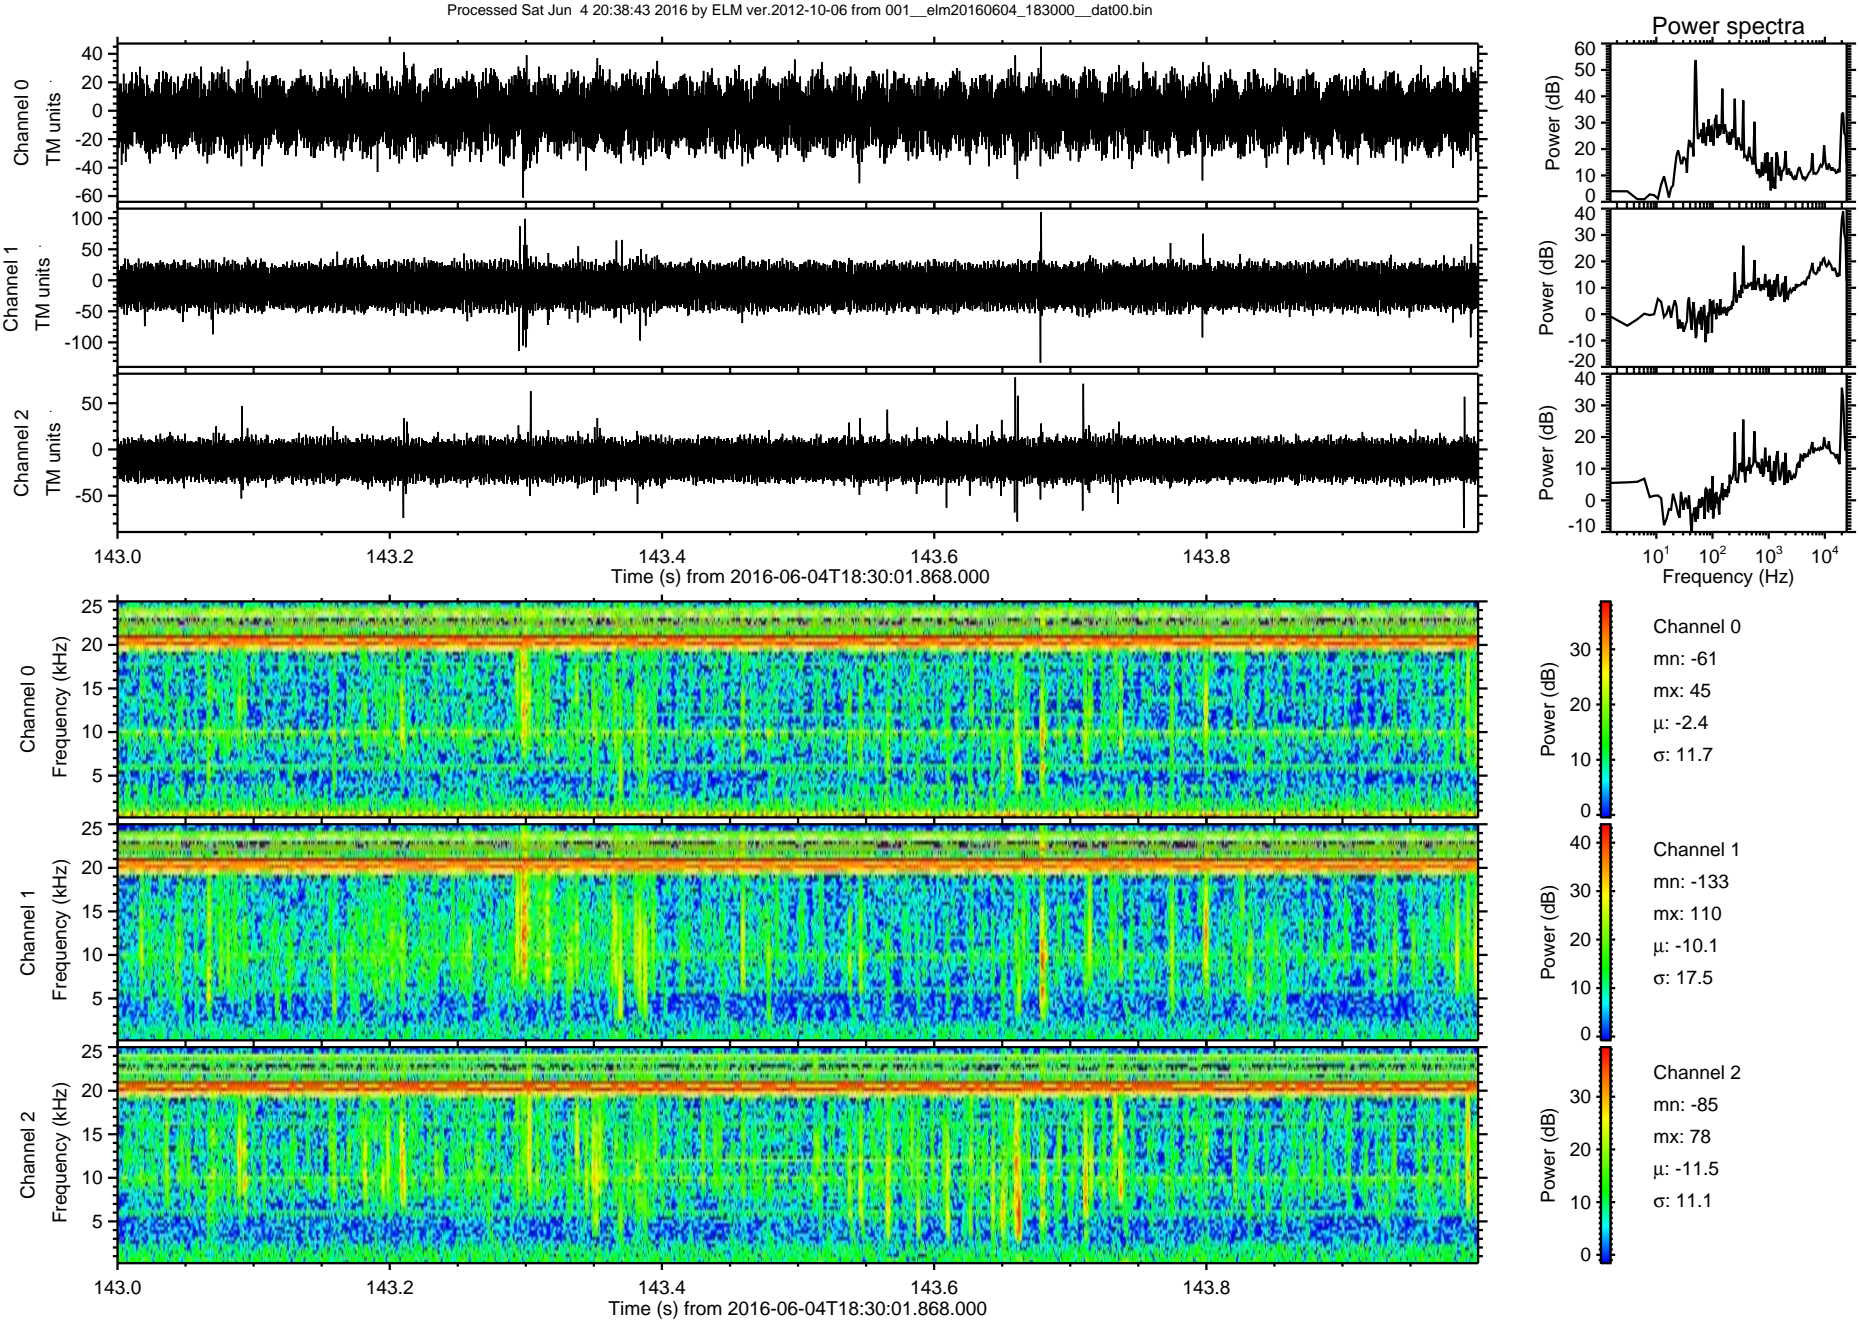 Processed Sat Jun 4 20:38:43 2016 by ELM ver.2012-10-06 from 001__elm20160604_183000__dat00.bin
Power spectra
Channel 0
TM units
40
20
0
-20
-40
-60
Power (dB)
60
50
40
30
20
10
0
Channel 1
TM units
100
50
0
-50
-100
Power (dB)
40
30
20
10
0
-10
-20
Channel 2
TM units
50
0
-50
Power (dB)
40
30
20
10
0
-10
143.0 143.2 143.4 143.6 143.8
Time (s) from 2016-06-04T18:30:01.868.000
10^1 10^2 10^3 10^4
Frequency (Hz)
Channel 0
Frequency (kHz)
25
20
15
10
5
Power (dB)
30
20
10
0
Channel 0
mn: -61
mx: 45
µ: -2.4
σ: 11.7
Channel 1
Frequency (kHz)
25
20
15
10
5
Power (dB)
40
30
20
10
0
Channel 1
mn: -133
mx: 110
µ: -10.1
σ: 17.5
Channel 2
Frequency (kHz)
25
20
15
10
5
Power (dB)
30
20
10
0
Channel 2
mn: -85
mx: 78
µ: -11.5
σ: 11.1
143.0 143.2 143.4 143.6 143.8
Time (s) from 2016-06-04T18:30:01.868.000